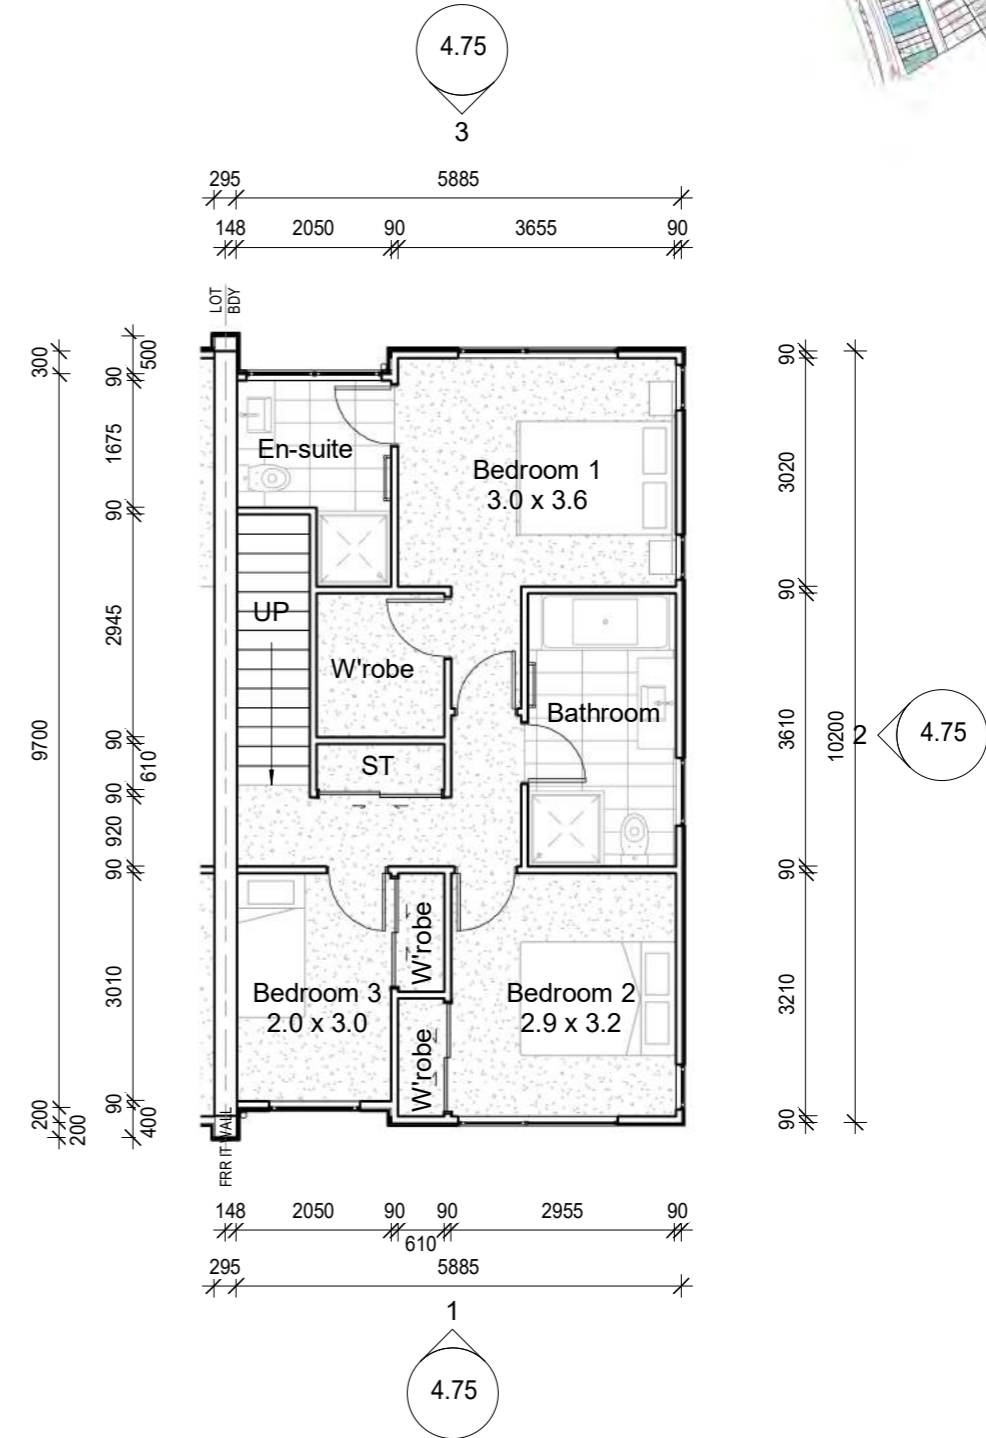 4.75
3
295 5885
148 2050 90 3655 90
LOT
BDY
300
9700
200
200
500
90
1675
90
2945
90
610
90
920
90
3010
90
400
En-suite
Bedroom 1
3.0 x 3.6
UP
W'robe
Bathroom
ST
W'robe
Bedroom 3
2.0 x 3.0
Bedroom 2
2.9 x 3.2
W'robe
90
3020
90
3610
90
3210
90
10200
2
4.75
FRR IT WALL
148 2050 90 90 2955 90
610
295 5885
1
4.75